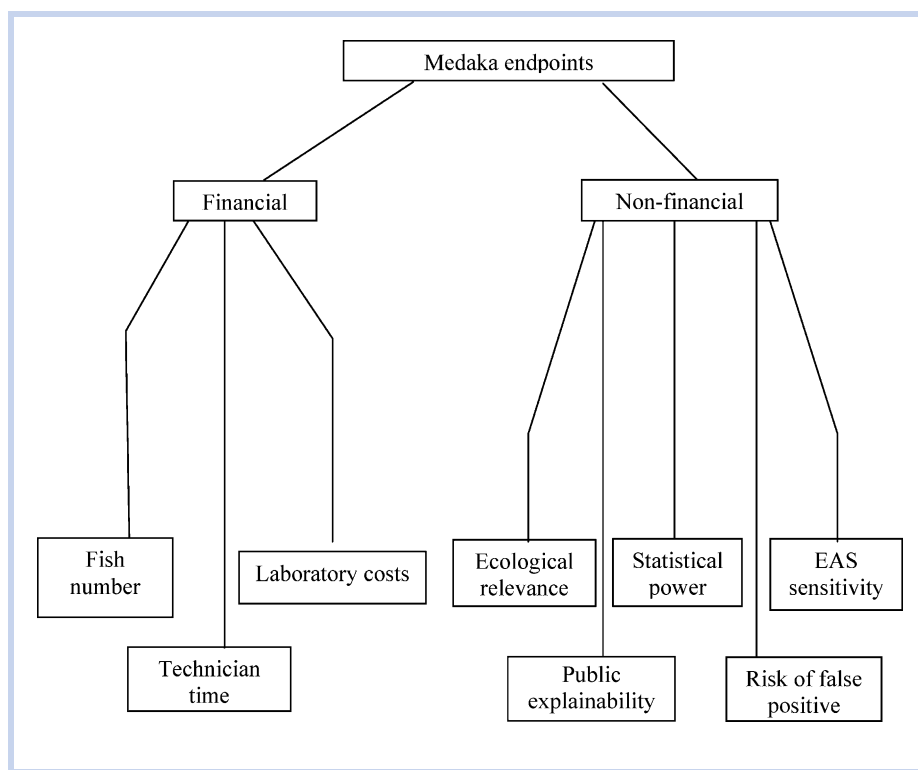 Medaka endpoints
Financial
Non-financial
Fish
number
Laboratory costs
Technician
time
Ecological
relevance
Statistical
power
EAS
sensitivity
Public
explainability
Risk of false
positive